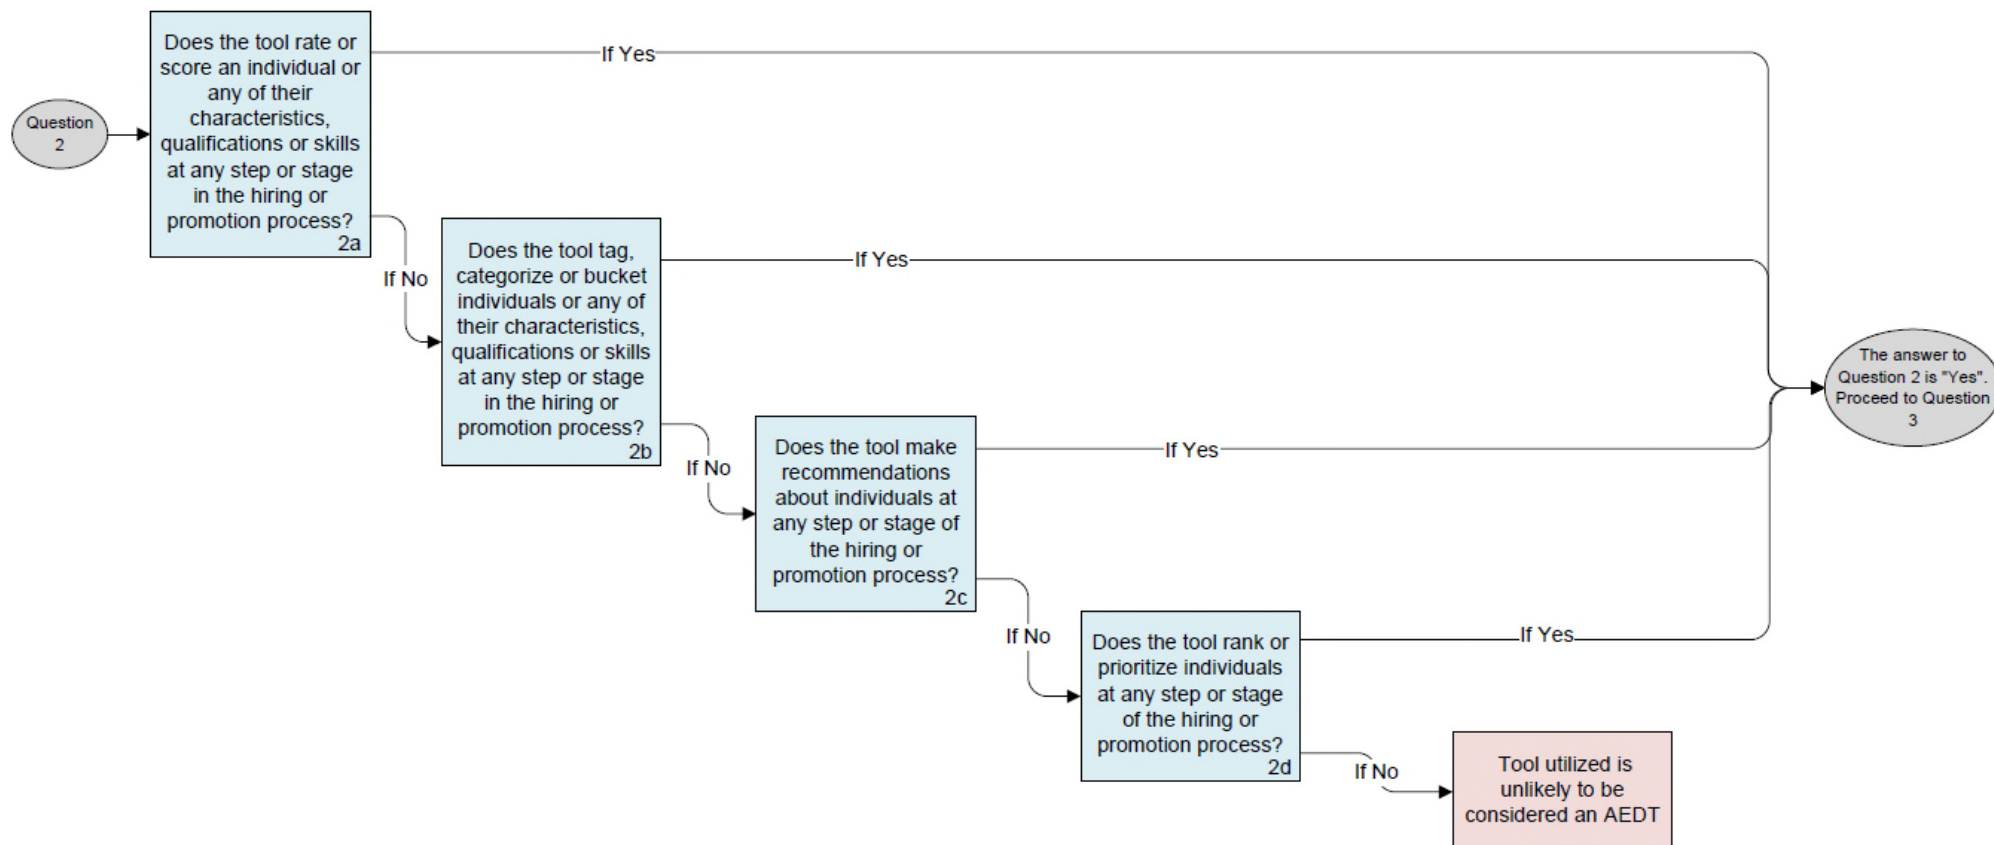 Question
2
Does the tool rate or
score an individual or
any of their
characteristics,
qualifications or skills
at any step or stage
in the hiring or
promotion process?
2a
If Yes
If No
Does the tool tag,
categorize or bucket
individuals or any of
their characteristics,
qualifications or skills
at any step or stage
in the hiring or
promotion process?
2b
If Yes
If No
Does the tool make
recommendations
about individuals at
any step or stage of
the hiring or
promotion process?
2c
If Yes
If No
Does the tool rank or
prioritize individuals
at any step or stage
of the hiring or
promotion process?
2d
If Yes
If No
Tool utilized is
unlikely to be
considered an AEDT
The answer to
Question 2 is "Yes".
Proceed to Question
3